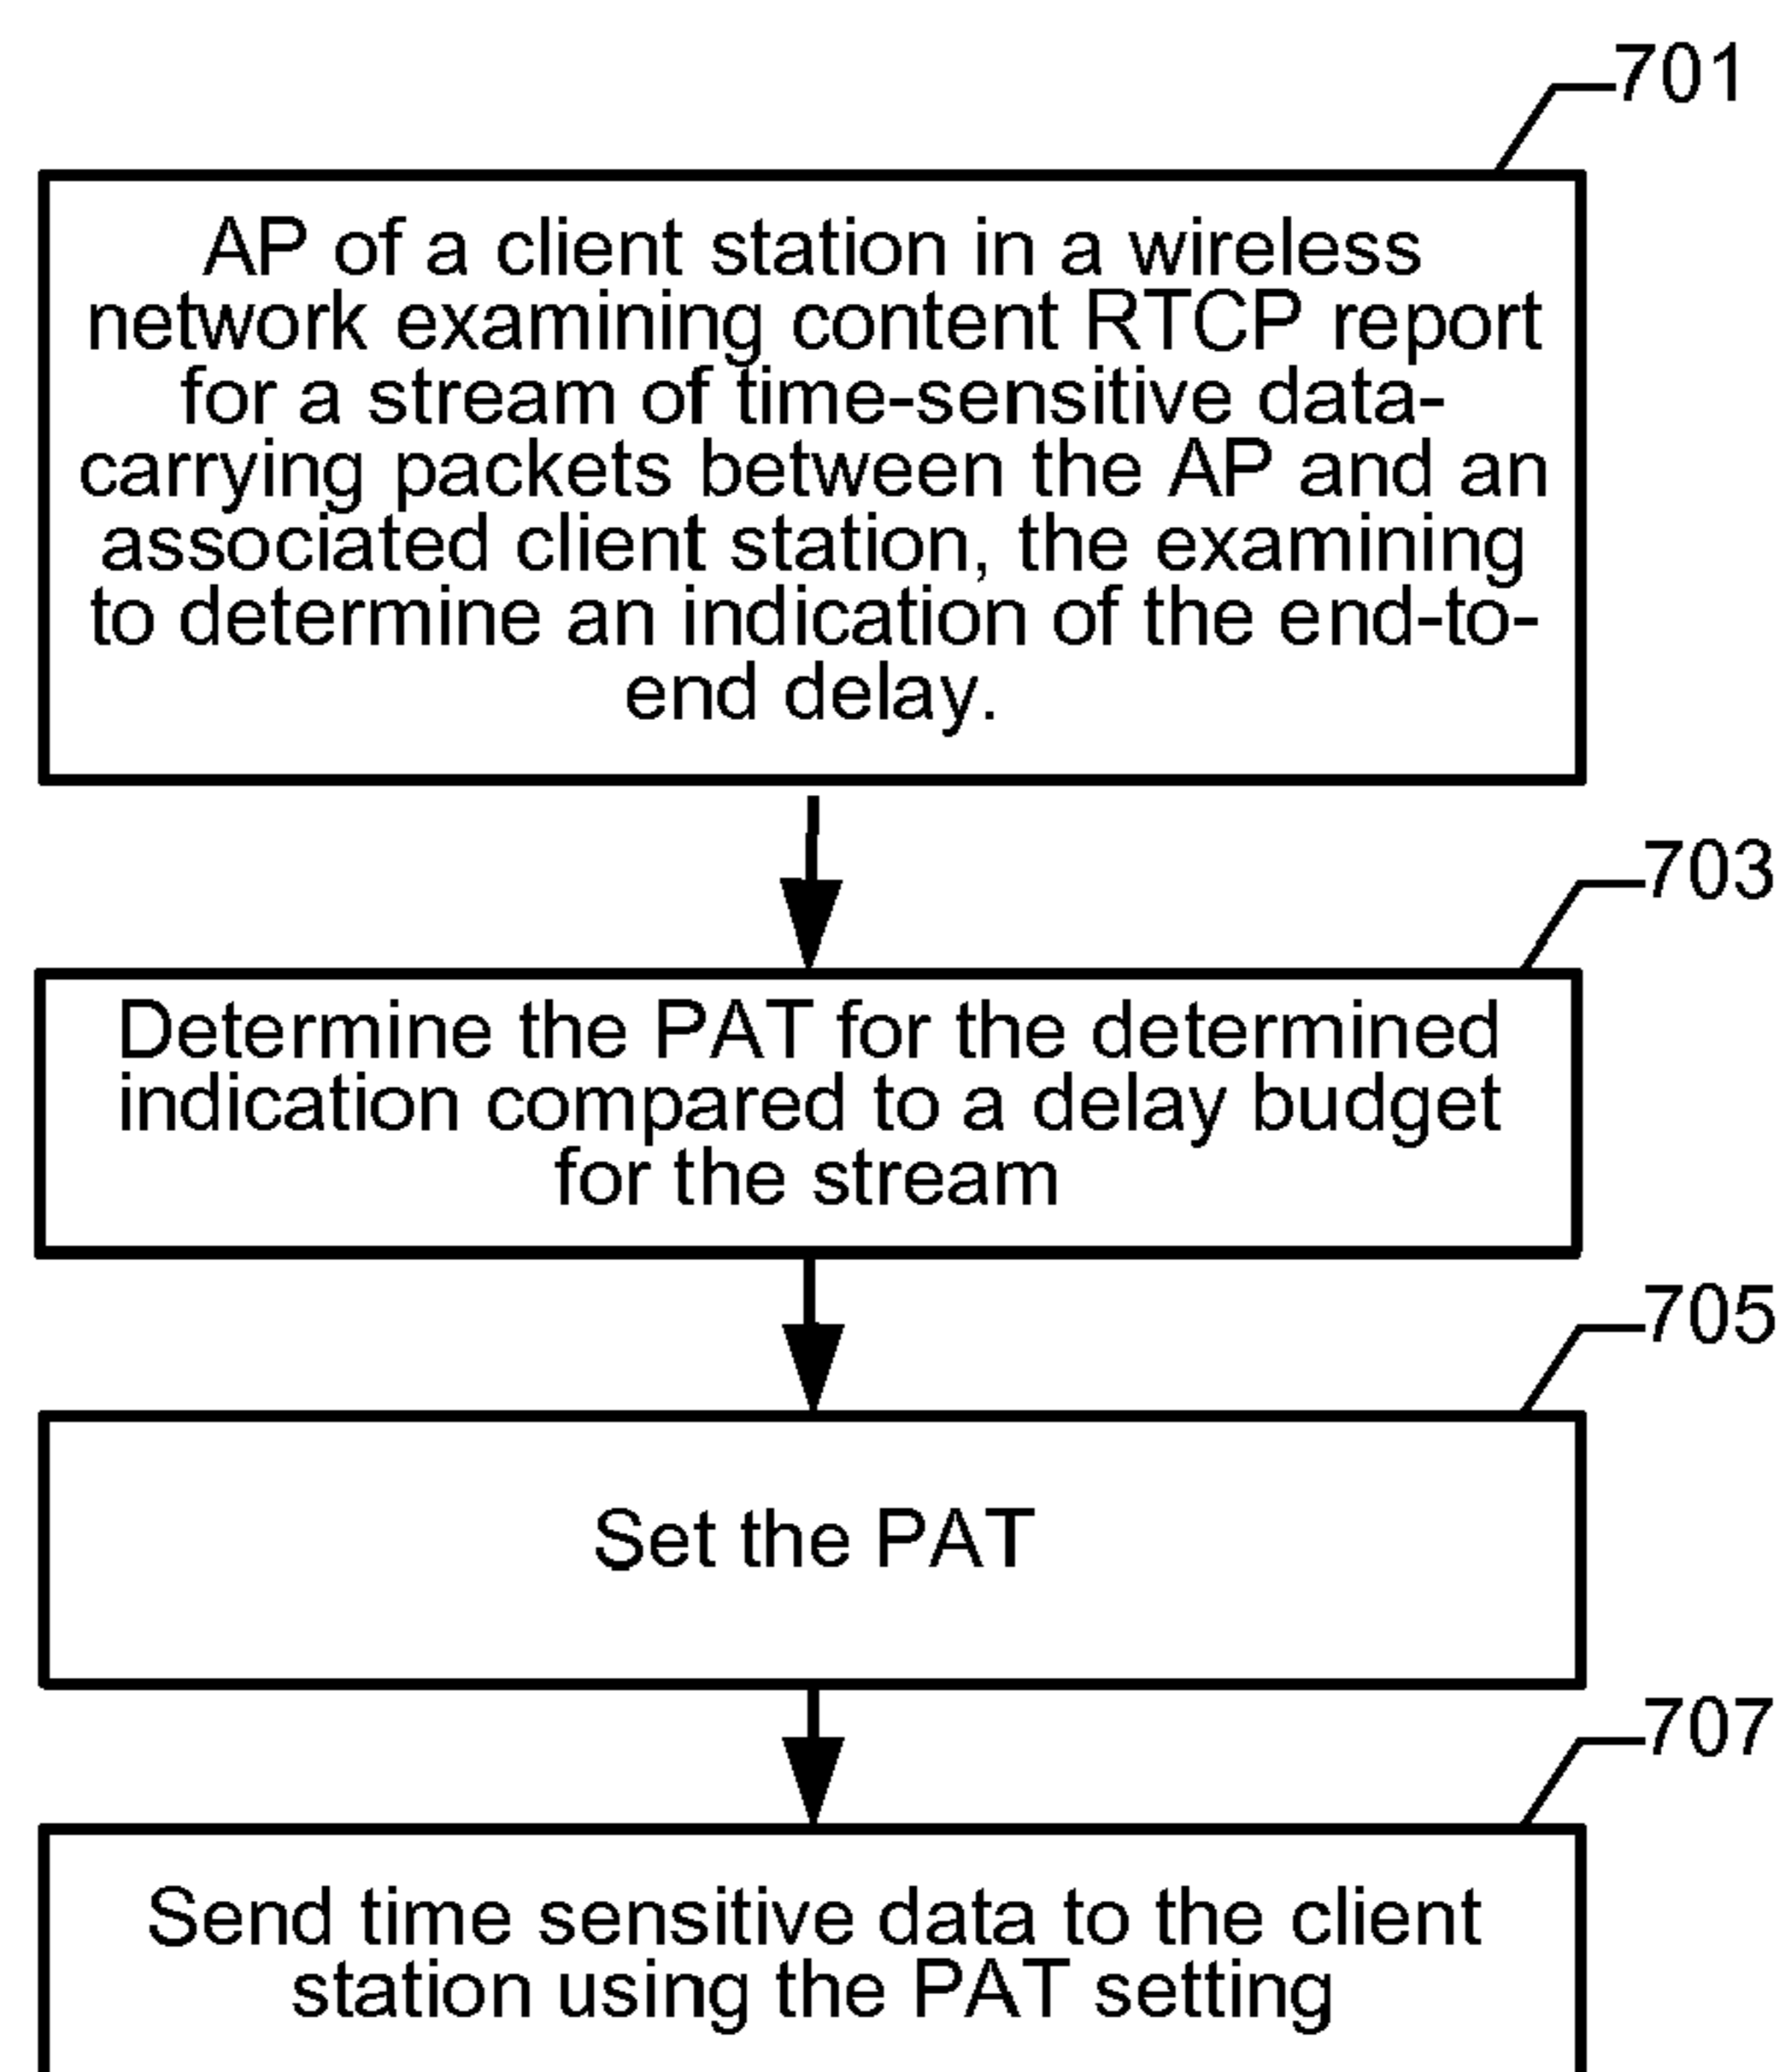 701
AP of a client station in a wireless
network examining content RTCP report
for a stream of time-sensitive data-
carrying packets between the AP and an
associated client station, the examining
to determine an indication of the end-to-
end delay.
703
Determine the PAT for the determined
indication compared to a delay budget
for the stream
705
Set the PAT
707
Send time sensitive data to the client
station using the PAT setting